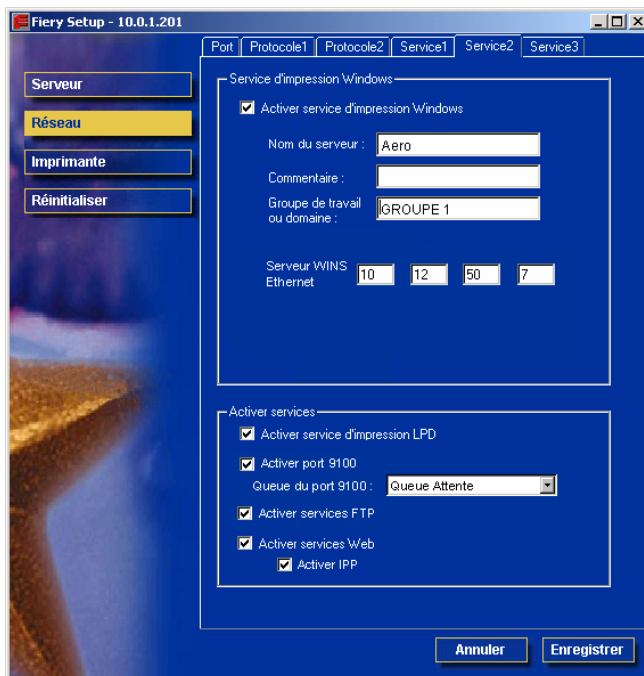 Fiery Setup - 10.0.1.201
Port Protocole1 Protocole2 Service1 Service2 Service3
Serveur
Réseau
Imprimante
Réinitialiser
Service d'impression Windows
Activer service d'impression Windows
Nom du serveur : Aero
Commentaire :
Groupe de travail
ou domaine : GROUPE 1
Serveur WINS
Ethernet 10 12 50 7
Activer services
Activer service d'impression LPD
Activer port 9100
Queue du port 9100 : Queue Attente
Activer services FTP
Activer services Web
Activer IPP
Annuler Enregistrer